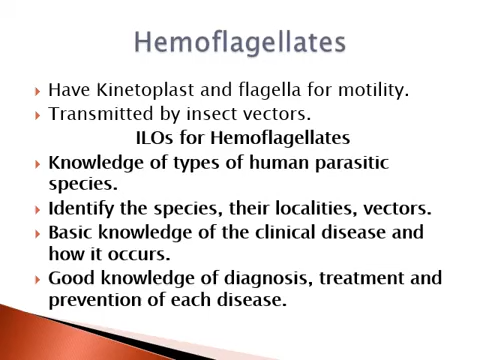 Hemoflagellates
Have Kinetoplast and flagella for motility.
Transmitted by insect vectors.
ILOs for Hemoflagellates
Knowledge of types of human parasitic
species.
Identify the species, their localities, vectors.
Basic knowledge of the clinical disease and
how it occurs.
Good knowledge of diagnosis, treatment and
prevention of each disease.